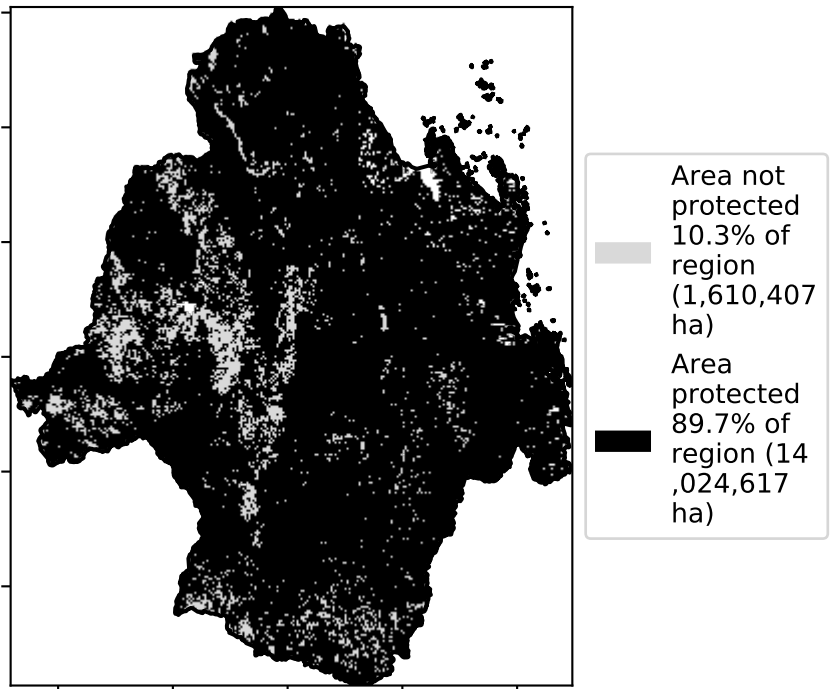 Area not
protected
10.3% of
region
(1,610,407
ha)
Area
protected
89.7% of
region (14
,024,617
ha)